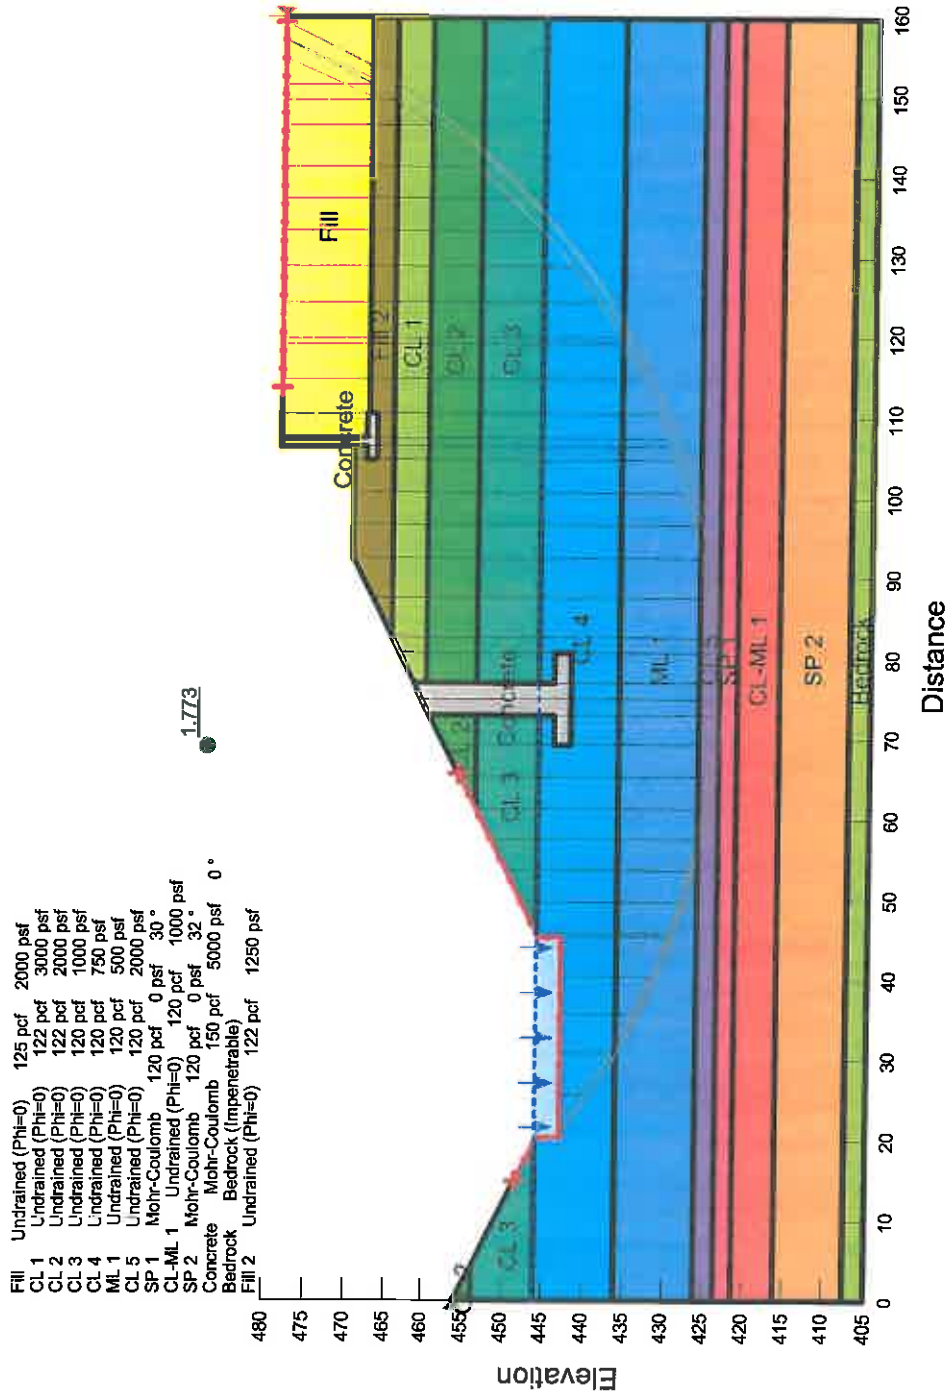 Fill Undrained (Phi=0) 125 pcf 2000 psf
CL 1 Undrained (Phi=0) 122 pcf 3000 psf
CL 2 Undrained (Phi=0) 122 pcf 2000 psf
CL 3 Undrained (Phi=0) 120 pcf 1000 psf
CL 4 Undrained (Phi=0) 120 pcf 750 psf
ML 1 Undrained (Phi=0) 120 pcf 500 psf
CL 5 Undrained (Phi=0) 120 pcf 2000 psf
SP 1 Mohr-Coulomb 120 pcf 0 psf 30 °
CL-ML 1 Undrained (Phi=0) 120 pcf 1000 psf
SP 2 Mohr-Coulomb 120 pcf 0 psf 32 °
Concrete Mohr-Coulomb 150 pcf 5000 psf 0 °
Bedrock Bedrock (Impenetrable)
Fill 2 Undrained (Phi=0) 122 pcf 1250 psf
1.773
Fill
Concrete
Fill 2
CL 1
CL 2
CL 3
CL 3
CL 3
Concrete
CL 4
ML 1
CL 5
SP 1
CL-ML 1
SP 2
Bedrock
Elevation
480
475
470
465
460
455
450
445
440
435
430
425
420
415
410
405
0
10
20
30
40
50
60
70
80
90
100
110
120
130
140
150
160
Distance